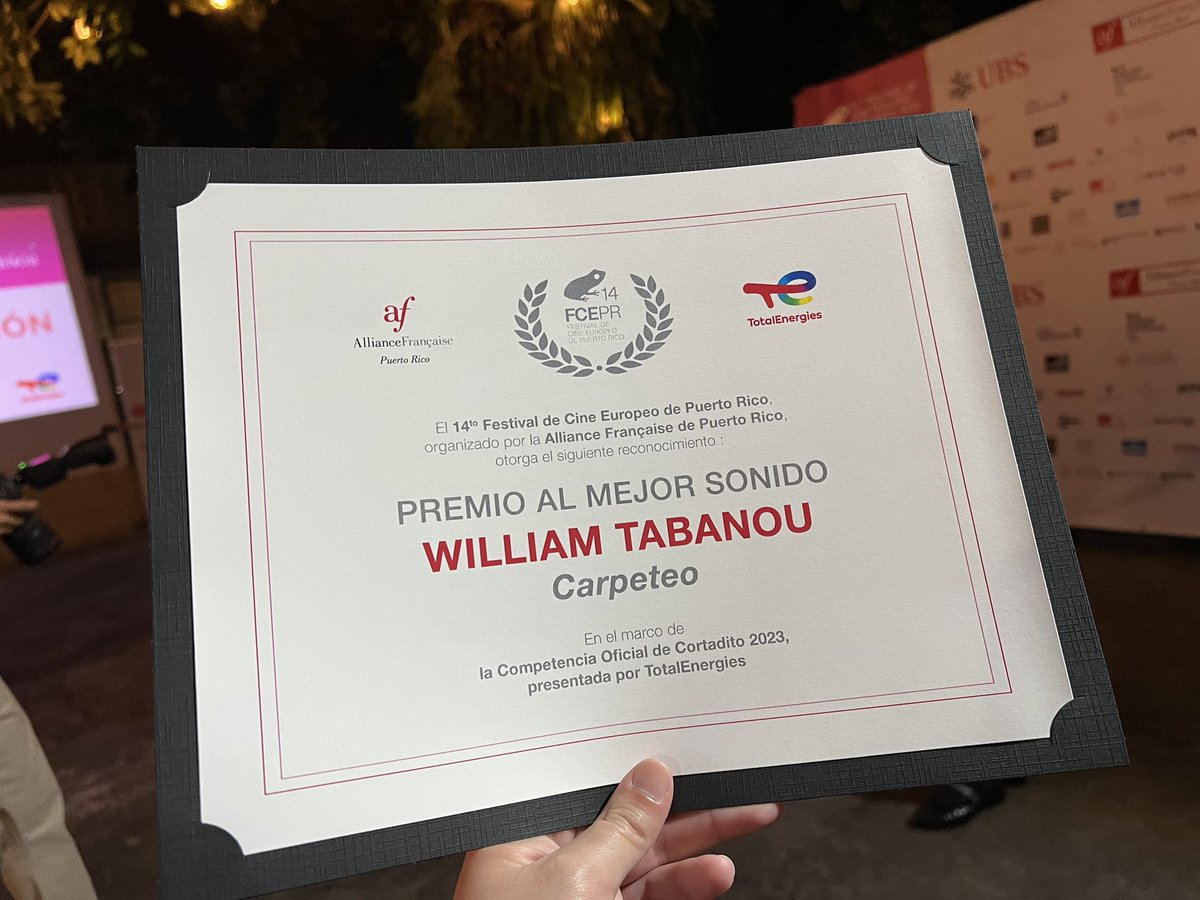 UBS
ÓN
af
AllianceFrançaise
Puerto Rico
14
FCEPR
FESTIVAL DE
CINE EUROPEO
DE PUERTO RICO
TotalEnergies
El 14to Festival de Cine Europeo de Puerto Rico,
organizado por la Alliance Française de Puerto Rico,
otorga el siguiente reconocimiento :
PREMIO AL MEJOR SONIDO
WILLIAM TABANOU
Carpeteo
En el marco de
la Competencia Oficial de Cortadito 2023,
presentada por TotalEnergies